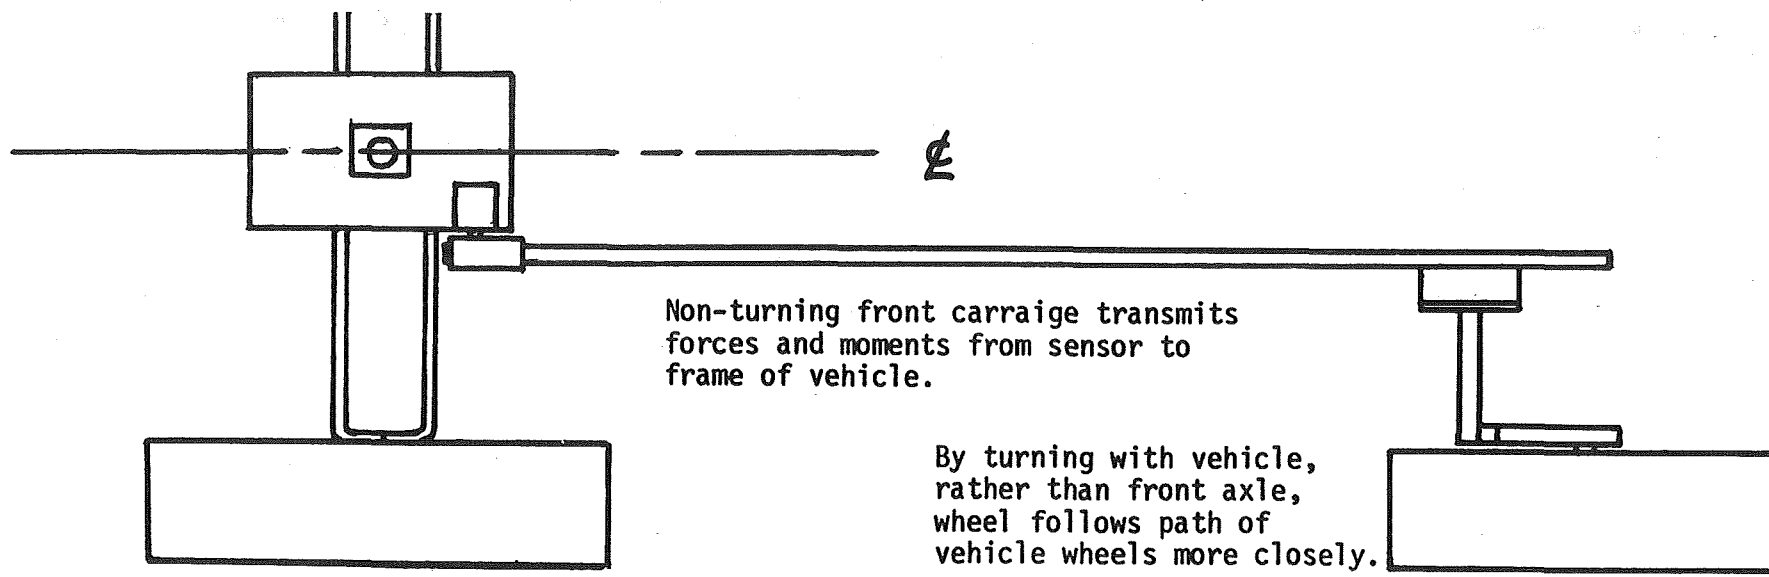 ℄
Non-turning front carraige transmits
forces and moments from sensor to
frame of vehicle.
By turning with vehicle,
rather than front axle,
wheel follows path of
vehicle wheels more closely.